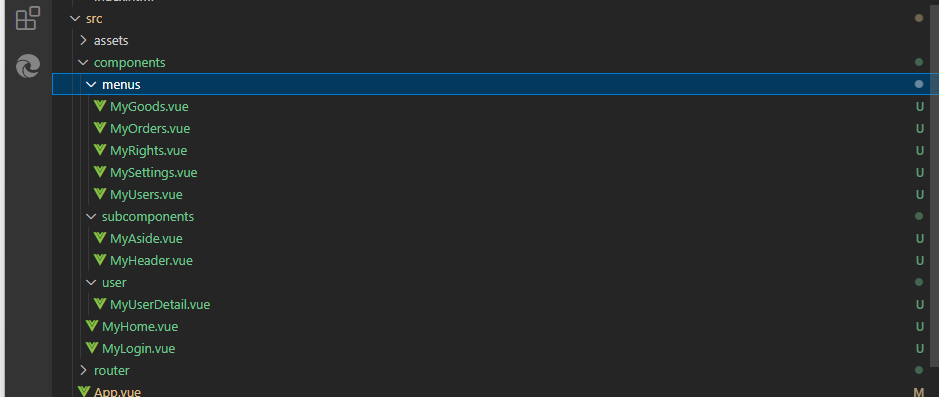 src
assets
components
menus
MyGoods.vue U
MyOrders.vue U
MyRights.vue U
MySettings.vue U
MyUsers.vue U
subcomponents
MyAside.vue U
MyHeader.vue U
user
MyUserDetail.vue U
MyHome.vue U
MyLogin.vue U
router
App.vue M